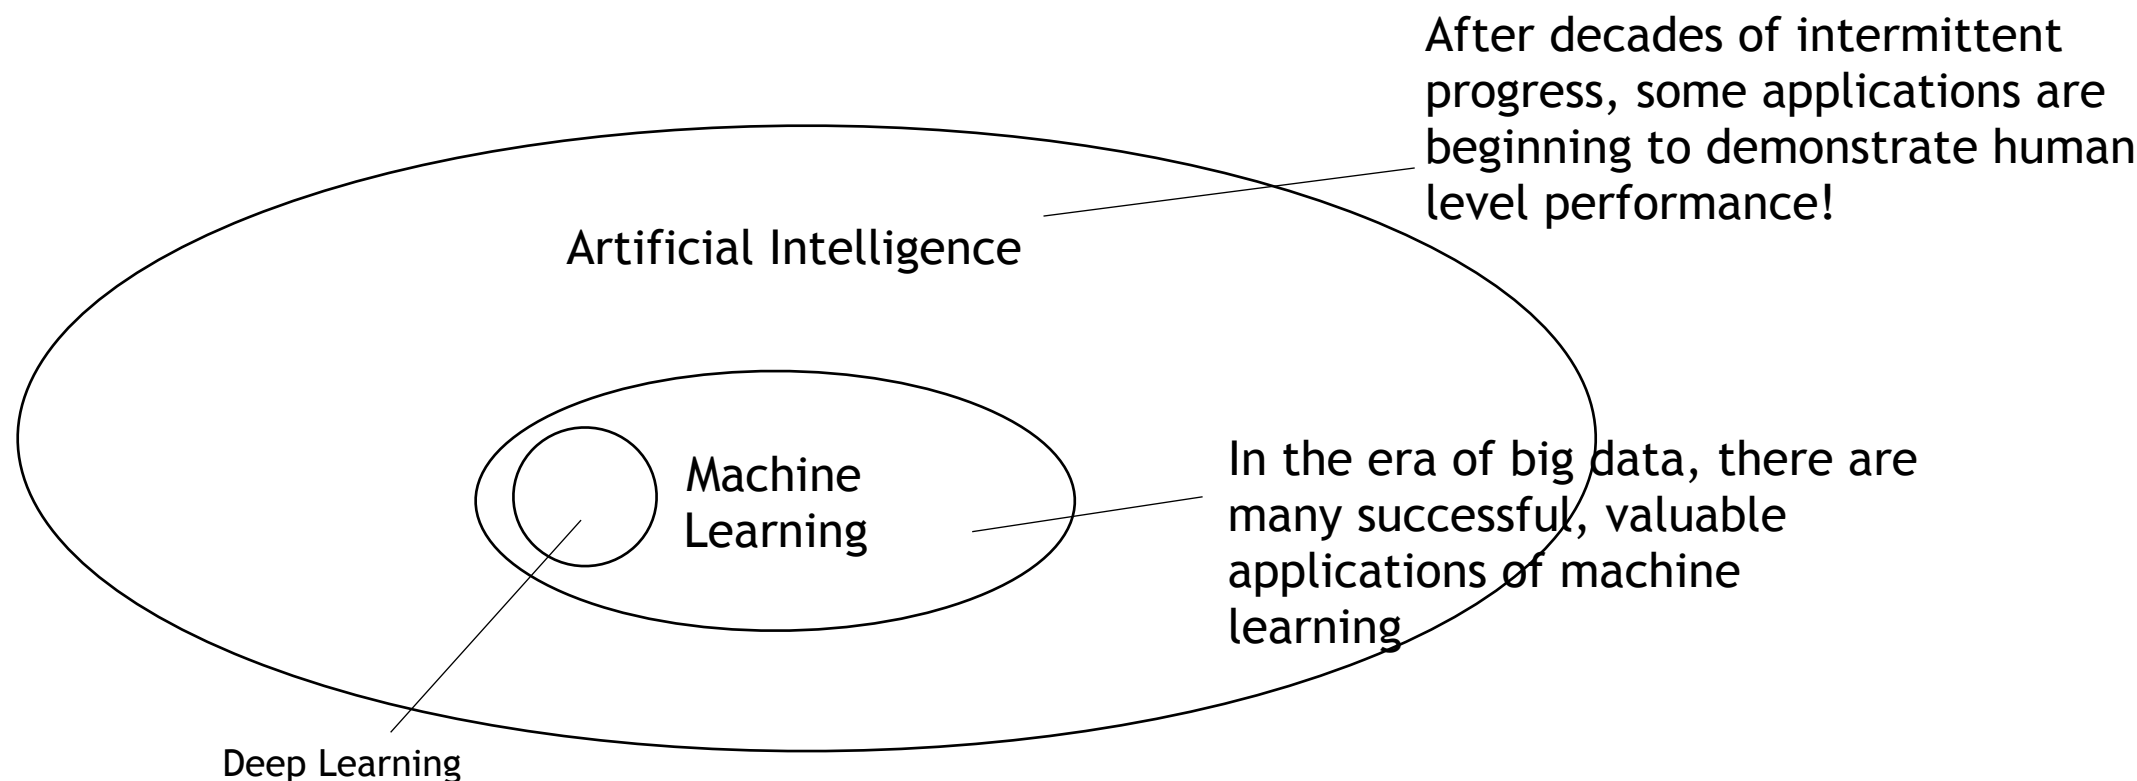 After decades of intermittent
progress, some applications are
beginning to demonstrate human
level performance!
Artificial Intelligence
Machine
Learning
In the era of big data, there are
many successful, valuable
applications of machine
learning
Deep Learning